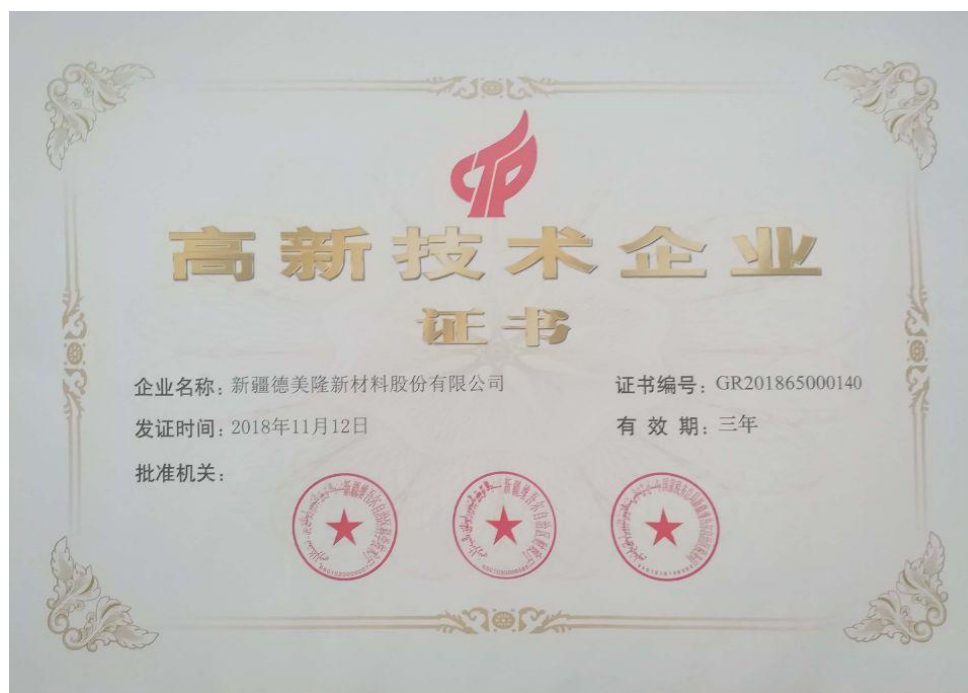 高新技术企业
证书
企业名称：新疆德美隆新材料股份有限公司
证书编号：GR201865000140
发证时间：2018年11月12日
有 效 期：三年
批准机关：